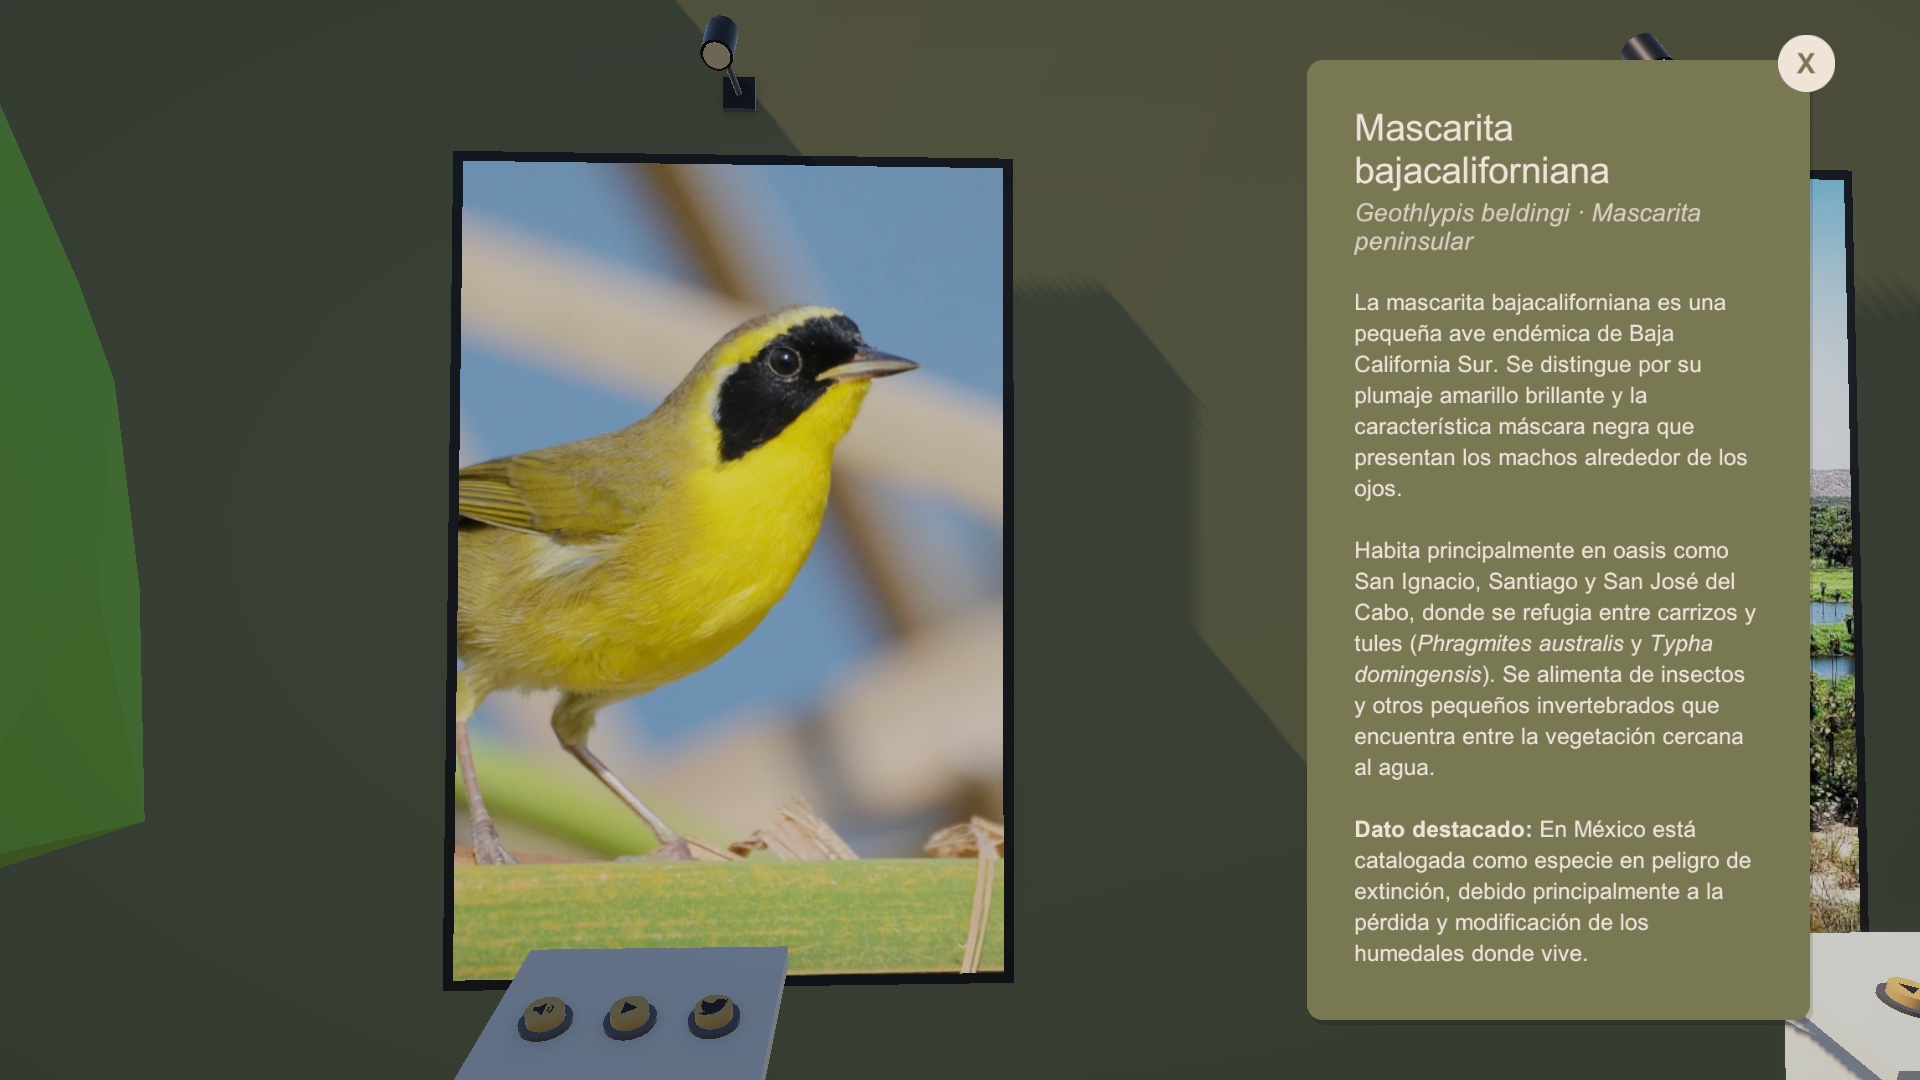 X
Mascarita
bajacaliforniana
Geothlypis beldingi · Mascarita
peninsular
La mascarita bajacaliforniana es una
pequeña ave endémica de Baja
California Sur. Se distingue por su
plumaje amarillo brillante y la
característica máscara negra que
presentan los machos alrededor de los
ojos.
Habita principalmente en oasis como
San Ignacio, Santiago y San José del
Cabo, donde se refugia entre carrizos y
tules (Phragmites australis y Typha
domingensis). Se alimenta de insectos
y otros pequeños invertebrados que
encuentra entre la vegetación cercana
al agua.
Dato destacado: En México está
catalogada como especie en peligro de
extinción, debido principalmente a la
pérdida y modificación de los
humedales donde vive.